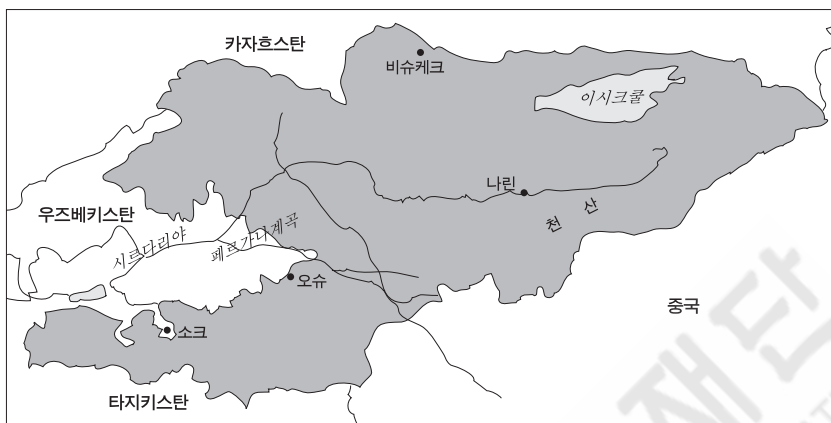 카자흐스탄
비슈케크
이시크쿨
나린
천 산
우즈베키스탄
시르다리야
페르가나계곡
오슈
중국
소크
타지키스탄
재단